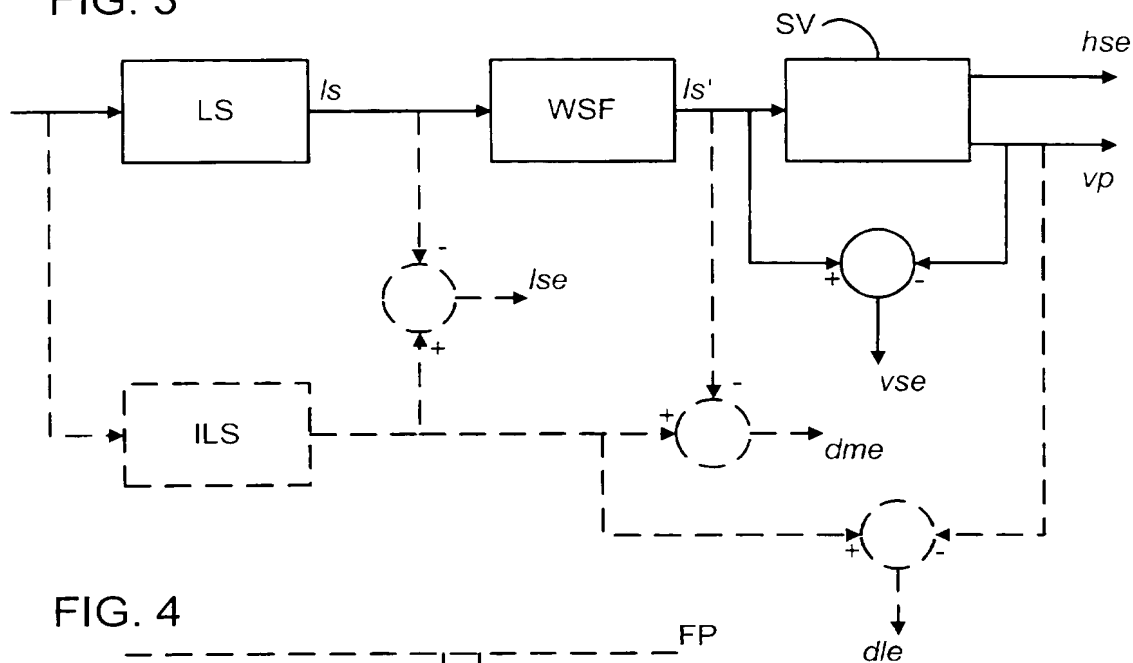 FIG. 3
SV
hse
LS
ls
WSF
ls'
vp
-
lse
+
+
-
vse
ILS
-
+
dme
+
-
dle
FIG. 4
FP